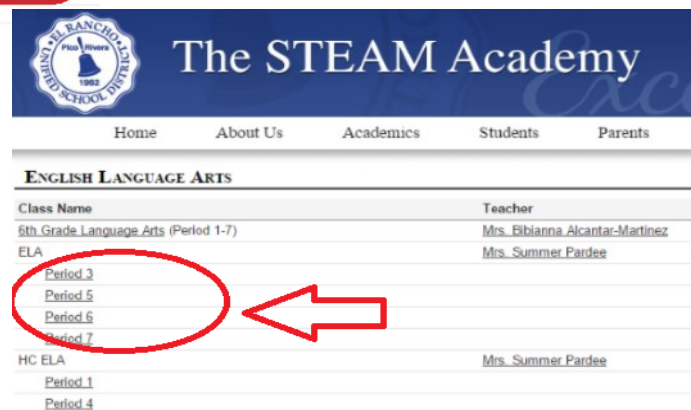 EL RANCHO UNIFIED SCHOOL DISTRICT
Pico Rivera
1962
The STEAM Academy
Home About Us Academics Students Parents
ENGLISH LANGUAGE ARTS
Class Name Teacher
6th Grade Language Arts (Period 1-7) Mrs. Bibianna Alcantar-Martinez
ELA Mrs. Summer Pardee
Period 3
Period 5
Period 6
Period 7
HC ELA Mrs. Summer Pardee
Period 1
Period 4